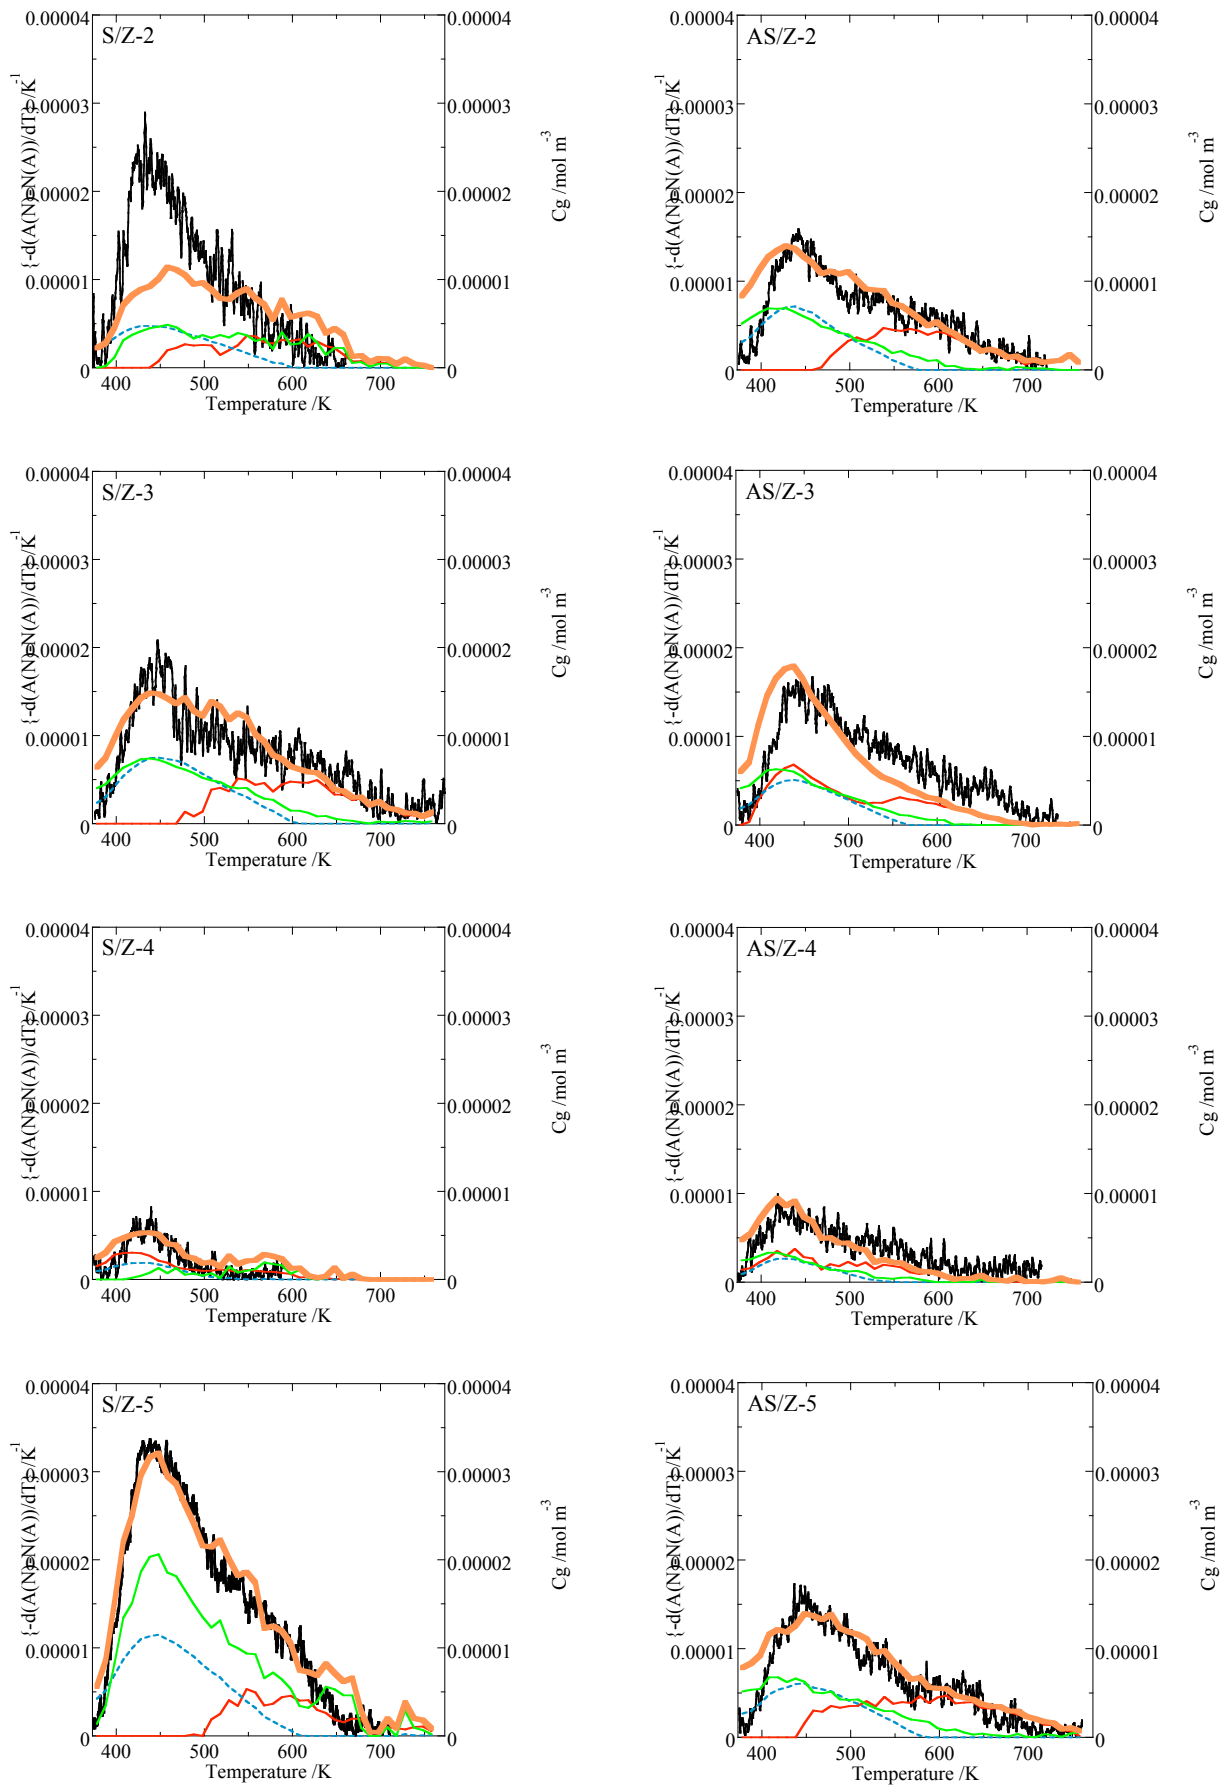 S/Z-2
0.00004
0.00003
0.00002
0.00001
0
{-d(A(N)-N(A))/dT} /K-1
0.00004
0.00003
0.00002
0.00001
0
Cg /mol m-3
400 500 600 700
Temperature /K
AS/Z-2
0.00004
0.00003
0.00002
0.00001
0
{-d(A(N)-N(A))/dT} /K-1
0.00004
0.00003
0.00002
0.00001
0
Cg /mol m-3
400 500 600 700
Temperature /K
S/Z-3
0.00004
0.00003
0.00002
0.00001
0
{-d(A(N)-N(A))/dT} /K-1
0.00004
0.00003
0.00002
0.00001
0
Cg /mol m-3
400 500 600 700
Temperature /K
AS/Z-3
0.00004
0.00003
0.00002
0.00001
0
{-d(A(N)-N(A))/dT} /K-1
0.00004
0.00003
0.00002
0.00001
0
Cg /mol m-3
400 500 600 700
Temperature /K
S/Z-4
0.00004
0.00003
0.00002
0.00001
0
{-d(A(N)-N(A))/dT} /K-1
0.00004
0.00003
0.00002
0.00001
0
Cg /mol m-3
400 500 600 700
Temperature /K
AS/Z-4
0.00004
0.00003
0.00002
0.00001
0
{-d(A(N)-N(A))/dT} /K-1
0.00004
0.00003
0.00002
0.00001
0
Cg /mol m-3
400 500 600 700
Temperature /K
S/Z-5
0.00004
0.00003
0.00002
0.00001
0
{-d(A(N)-N(A))/dT} /K-1
0.00004
0.00003
0.00002
0.00001
0
Cg /mol m-3
400 500 600 700
Temperature /K
AS/Z-5
0.00004
0.00003
0.00002
0.00001
0
{-d(A(N)-N(A))/dT} /K-1
0.00004
0.00003
0.00002
0.00001
0
Cg /mol m-3
400 500 600 700
Temperature /K